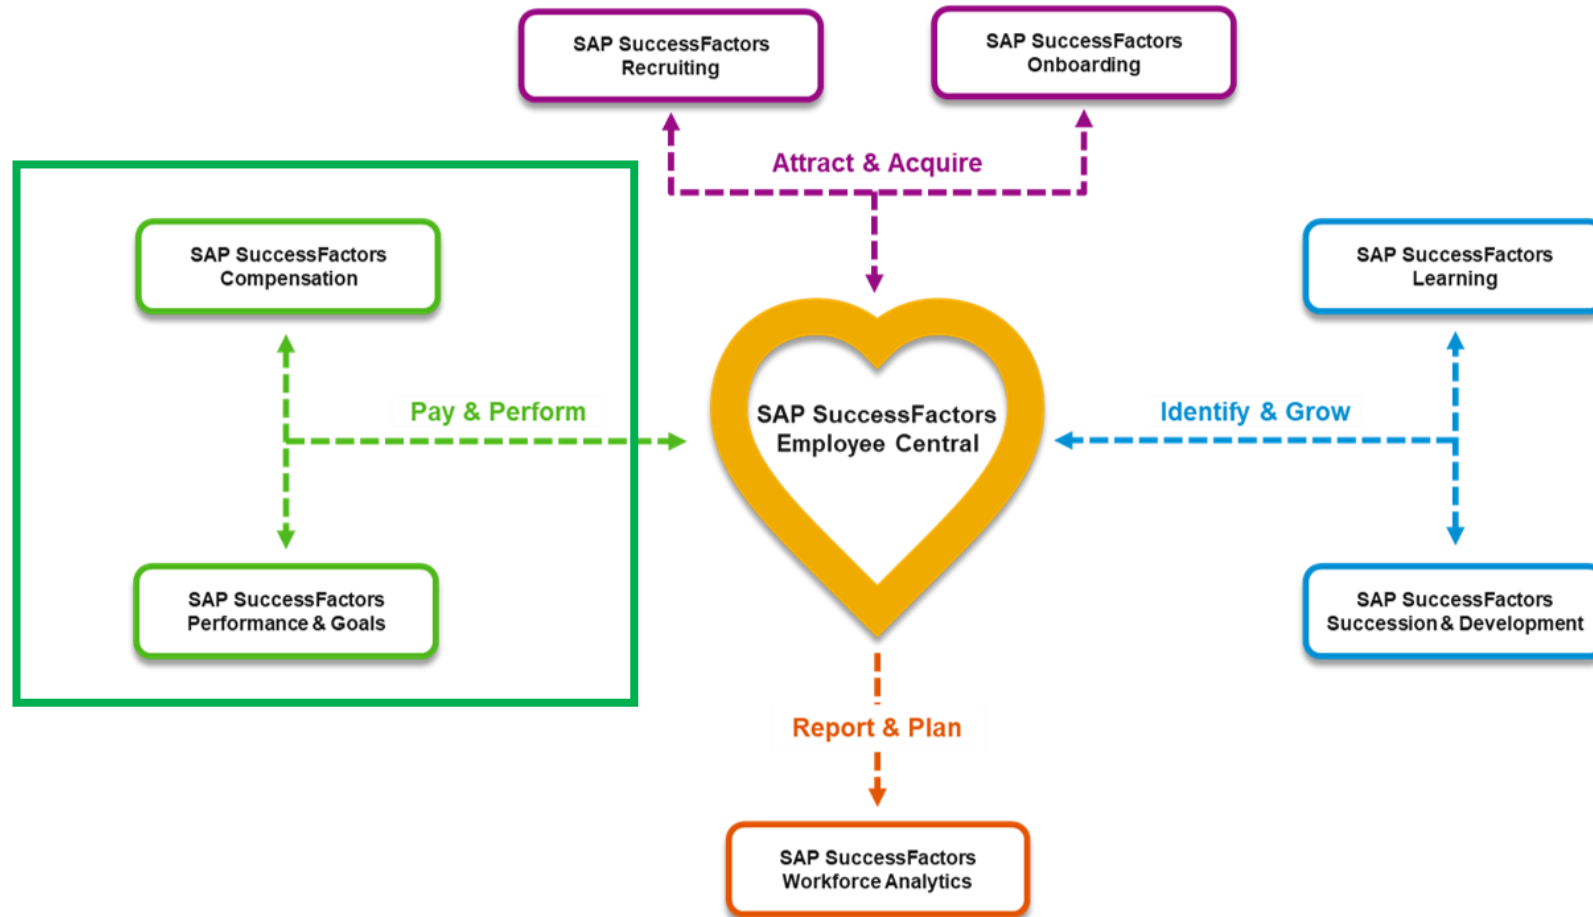 SAP SuccessFactors
Recruiting
SAP SuccessFactors
Onboarding
Attract & Acquire
SAP SuccessFactors
Compensation
SAP SuccessFactors
Learning
Pay & Perform
SAP SuccessFactors
Employee Central
Identify & Grow
SAP SuccessFactors
Performance & Goals
SAP SuccessFactors
Succession & Development
Report & Plan
SAP SuccessFactors
Workforce Analytics